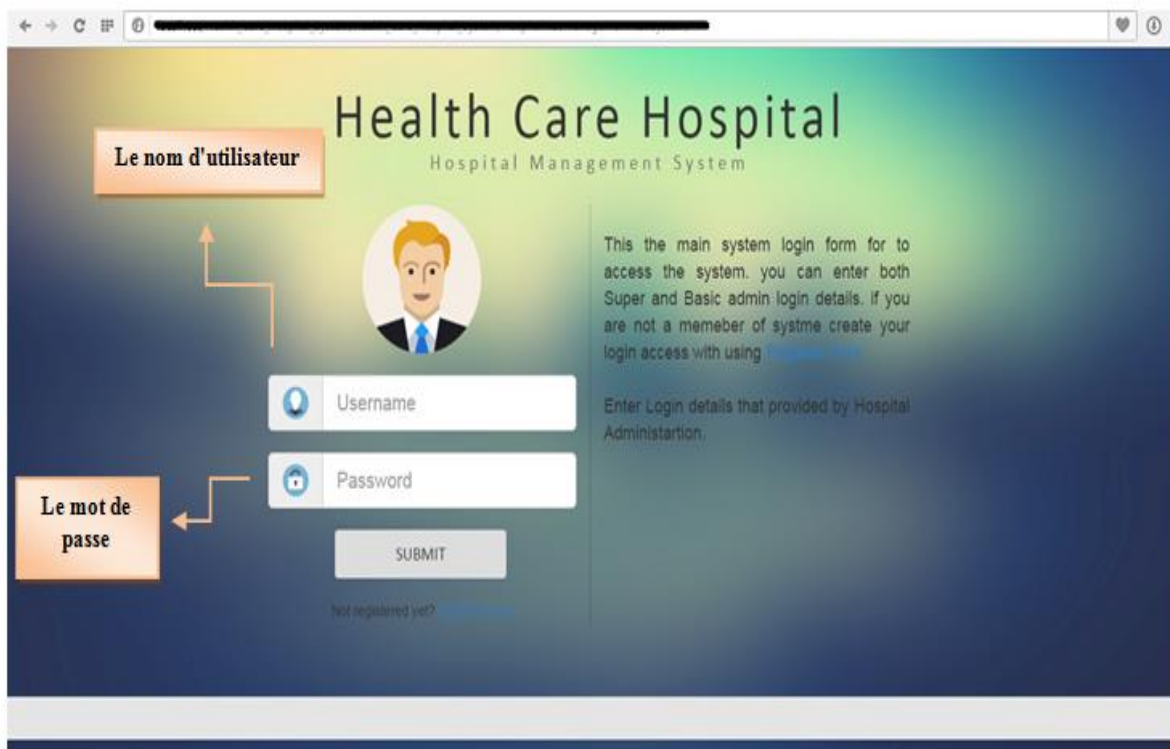 Health Care Hospital
Hospital Management System
Le nom d'utilisateur
This the main system login form for to
access the system. you can enter both
Super and Basic admin login details. if you
are not a memeber of systme create your
login access with using
Enter Login details that provided by Hospital
Administartion.
Username
Password
Le mot de
passe
SUBMIT
Not registered yet?